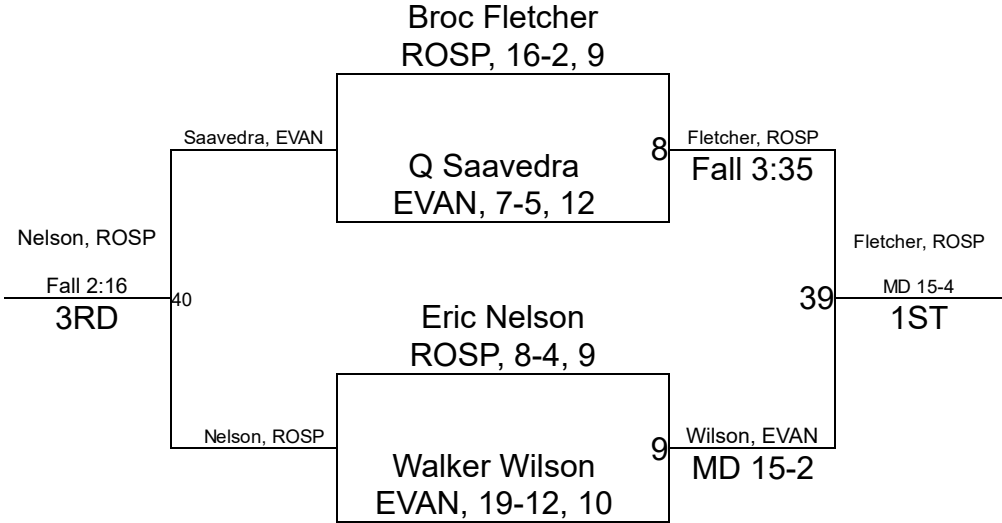 Broc Fletcher
ROSP, 16-2, 9
Saavedra, EVAN
Q Saavedra
EVAN, 7-5, 12
8
Fletcher, ROSP
Fall 3:35
Nelson, ROSP
Fall 2:16
3RD
40
39
Fletcher, ROSP
MD 15-4
1ST
Eric Nelson
ROSP, 8-4, 9
Nelson, ROSP
Walker Wilson
EVAN, 19-12, 10
9
Wilson, EVAN
MD 15-2